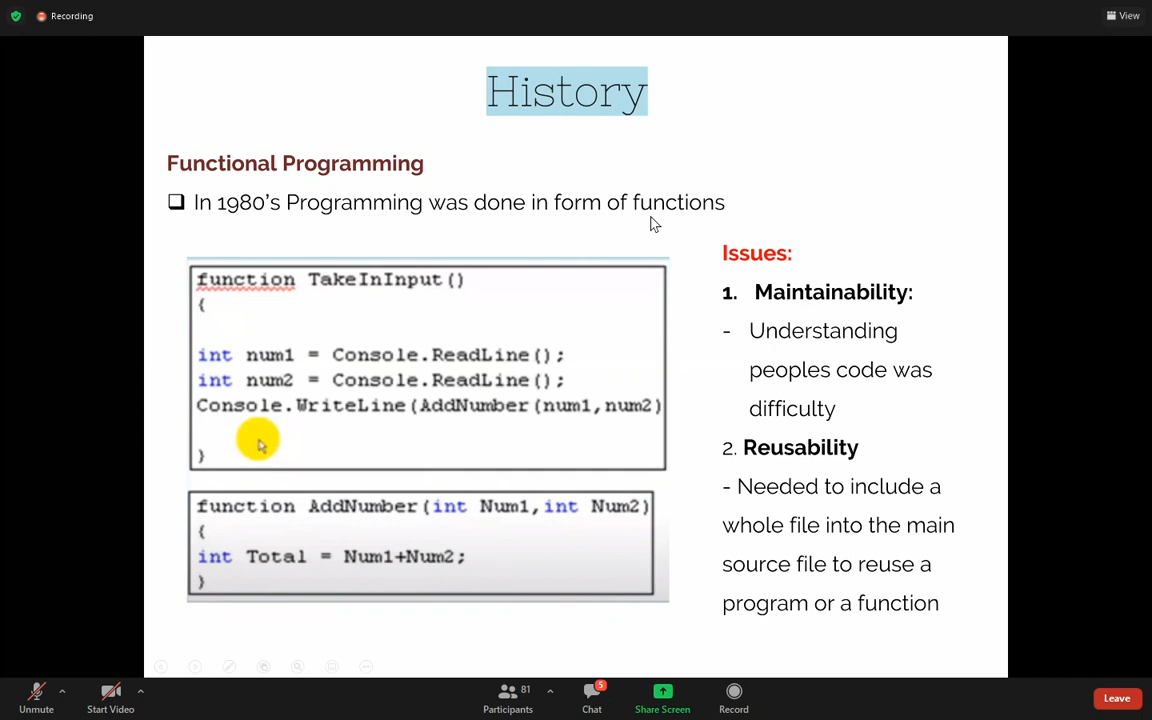 Recording
View
History
Functional Programming
In 1980's Programming was done in form of functions
function TakeInInput()
{
int num1 = Console.ReadLine();
int num2 = Console.ReadLine();
Console.WriteLine(AddNumber(num1,num2)
}
function AddNumber(int Num1,int Num2)
{
int Total = Num1+Num2;
}
Issues:
1. Maintainability:
- Understanding
peoples code was
difficulty
2. Reusability
- Needed to include a
whole file into the main
source file to reuse a
program or a function
Unmute
Start Video
81
Participants
5
Chat
Share Screen
Record
Leave